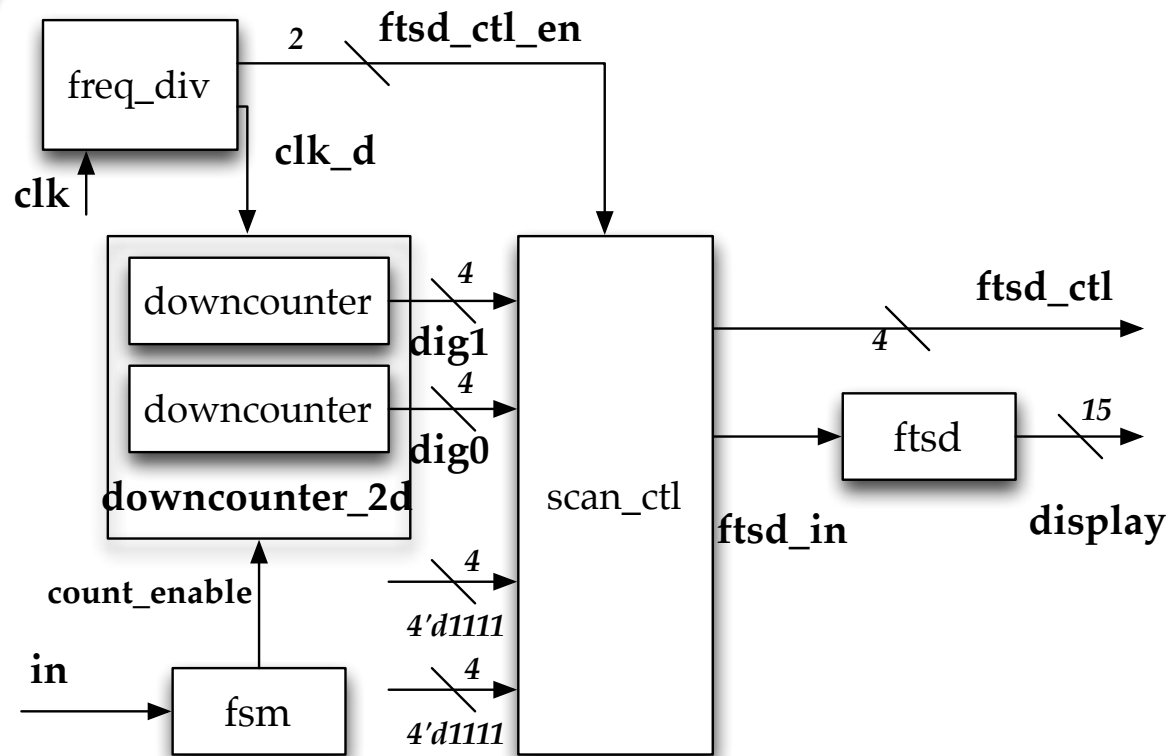 2
ftsd_ctl_en
freq_div
clk_d
clk
downcounter
4
dig1
downcounter
4
dig0
downcounter_2d
scan_ctl
ftsd_ctl
4
ftsd
15
ftsd_in
display
count_enable
4
4'd1111
in
fsm
4
4'd1111